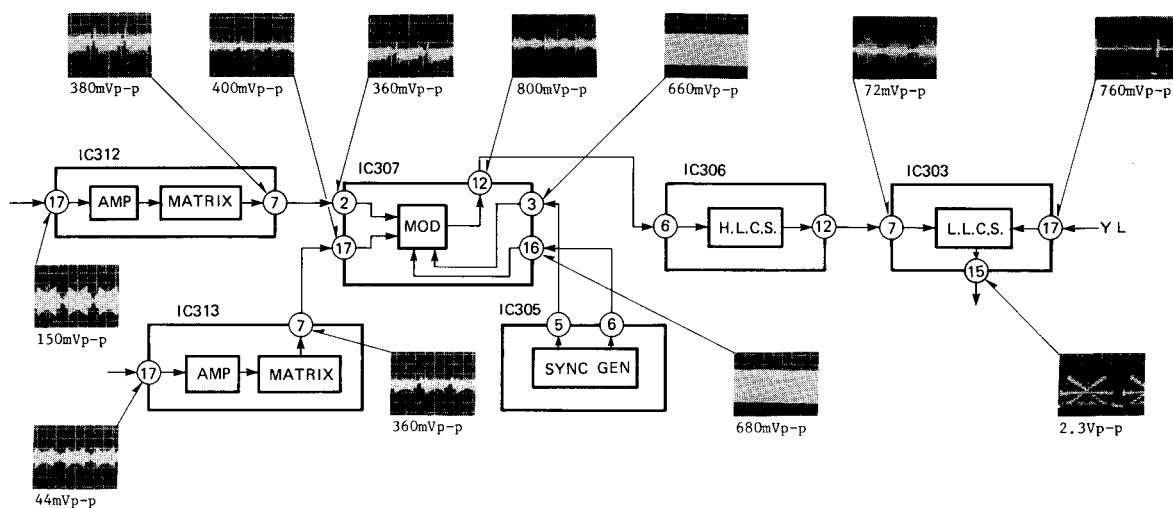 380mVp-p
400mVp-p
360mVp-p
800mVp-p
660mVp-p
72mVp-p
760mVp-p
IC312
17
AMP
MATRIX
7
IC307
2
17
MOD
12
3
16
IC306
6
H.L.C.S.
12
IC303
7
L.L.C.S.
17
YL
15
150mVp-p
IC313
7
17
AMP
MATRIX
IC305
5
6
SYNC GEN
360mVp-p
680mVp-p
2.3Vp-p
44mVp-p